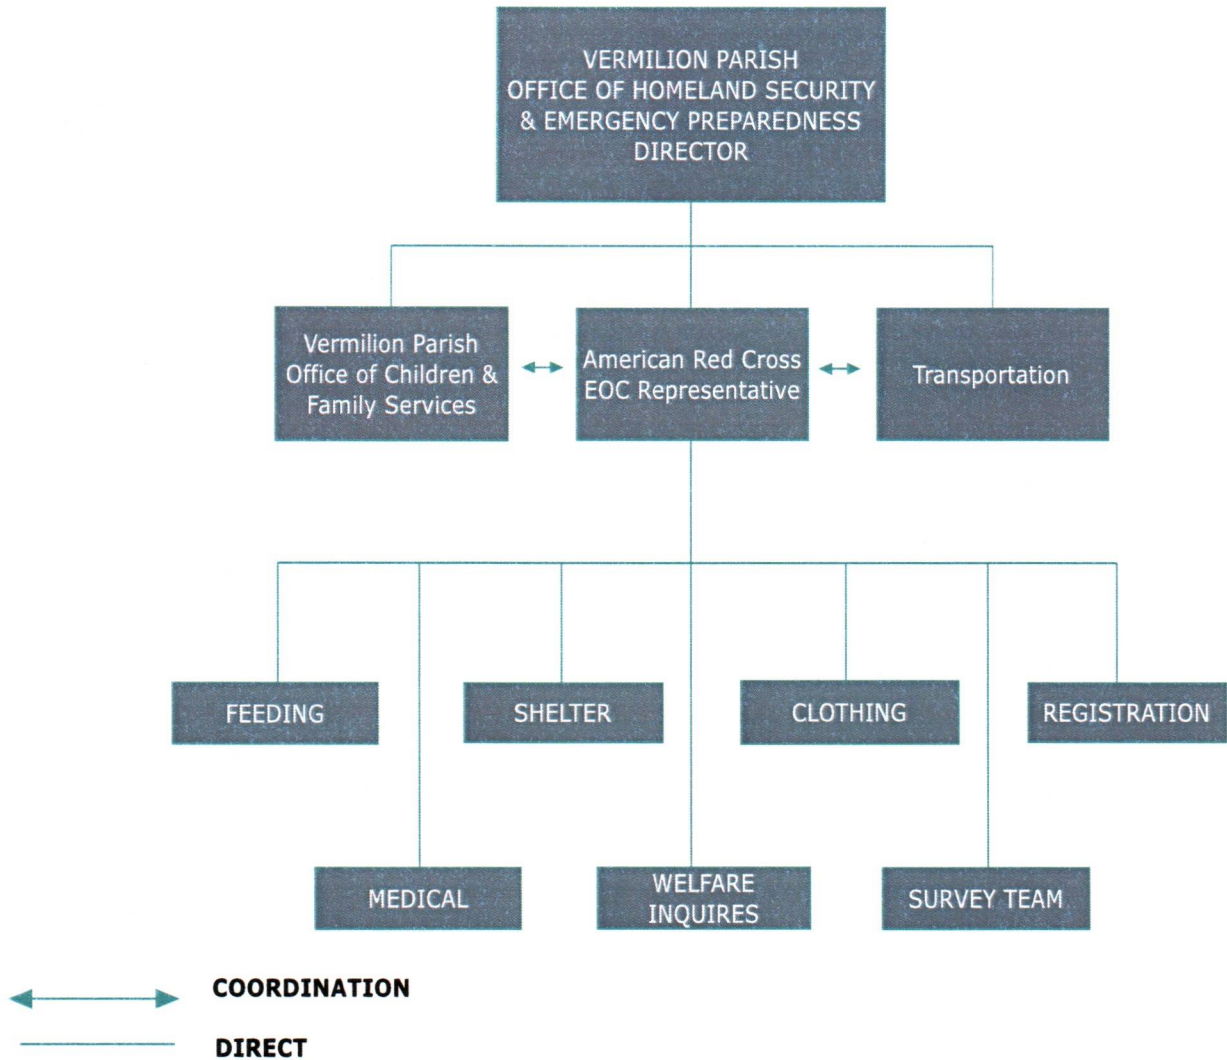 VERMILION PARISH
OFFICE OF HOMELAND SECURITY
& EMERGENCY PREPAREDNESS
DIRECTOR
Vermilion Parish
Office of Children &
Family Services
American Red Cross
EOC Representative
Transportation
FEEDING
SHELTER
CLOTHING
REGISTRATION
MEDICAL
WELFARE
INQUIRES
SURVEY TEAM
COORDINATION
DIRECT